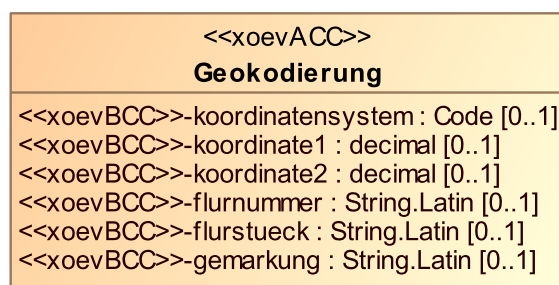 <<xoevACC>>
Geokodierung
<<xoevBCC>>-koordinatensystem : Code [0..1]
<<xoevBCC>>-koordinate1 : decimal [0..1]
<<xoevBCC>>-koordinate2 : decimal [0..1]
<<xoevBCC>>-flurnummer : String.Latin [0..1]
<<xoevBCC>>-flurstueck : String.Latin [0..1]
<<xoevBCC>>-gemarkung : String.Latin [0..1]